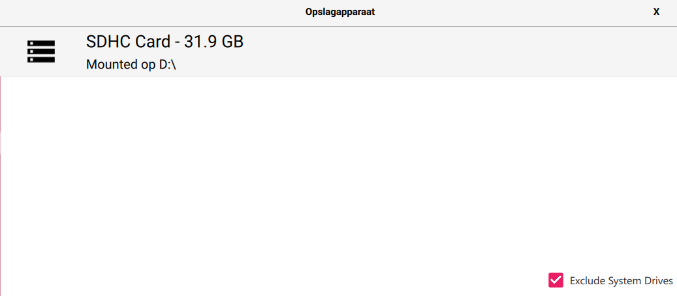 Opslagapparaat X
SDHC Card - 31.9 GB
Mounted op D:\
Exclude System Drives